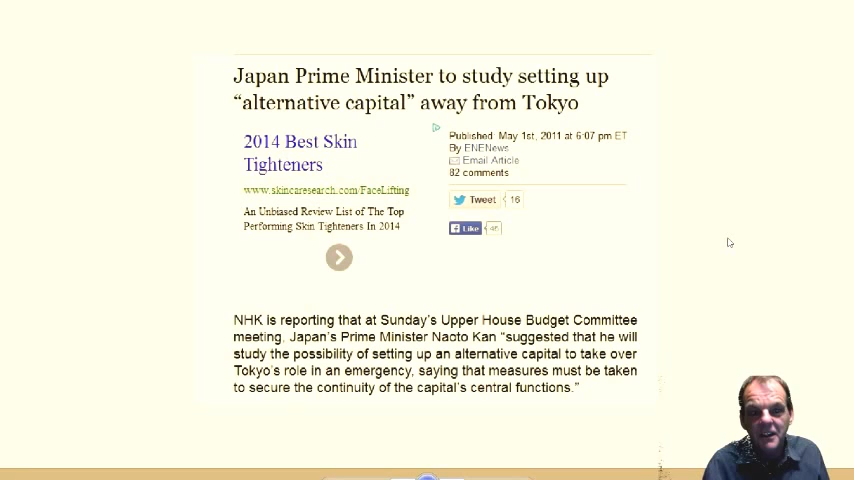 Japan Prime Minister to study setting up
“alternative capital” away from Tokyo
2014 Best Skin
Tighteners
www.skincaresearch.com/FaceLifting
An Unbiased Review List of The Top
Performing Skin Tighteners In 2014
Published: May 1st, 2011 at 6:07 pm ET
By ENENews
Email Article
82 comments
Tweet 16
Like
NHK is reporting that at Sunday’s Upper House Budget Committee
meeting, Japan’s Prime Minister Naoto Kan “suggested that he will
study the possibility of setting up an alternative capital to take over
Tokyo’s role in an emergency, saying that measures must be taken
to secure the continuity of the capital’s central functions.”